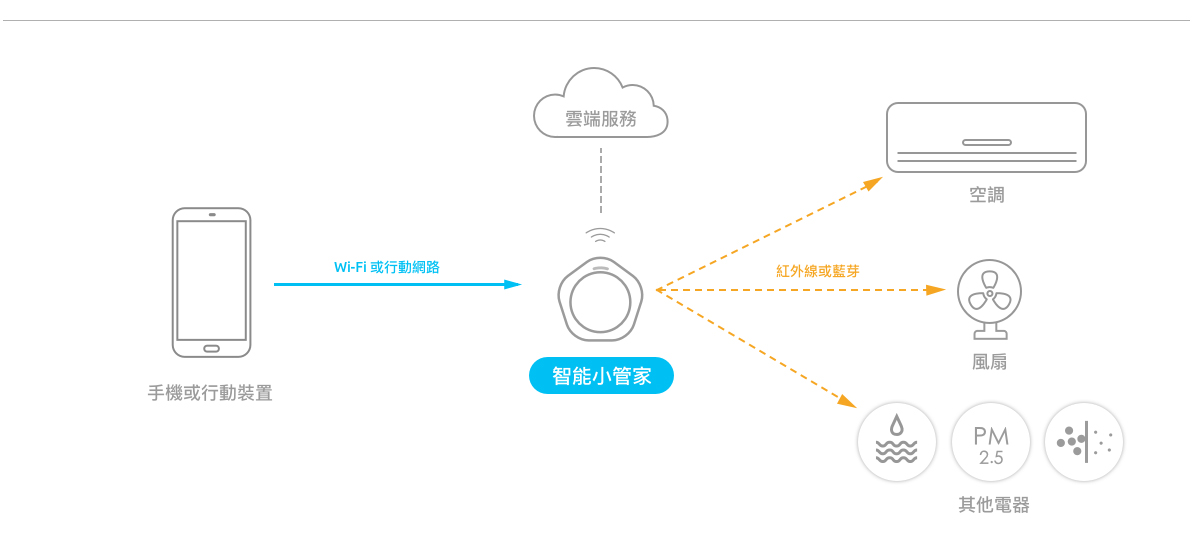 雲端服務
空調
Wi-Fi 或行動網路
紅外線或藍芽
風扇
智能小管家
手機或行動裝置
PM
2.5
其他電器